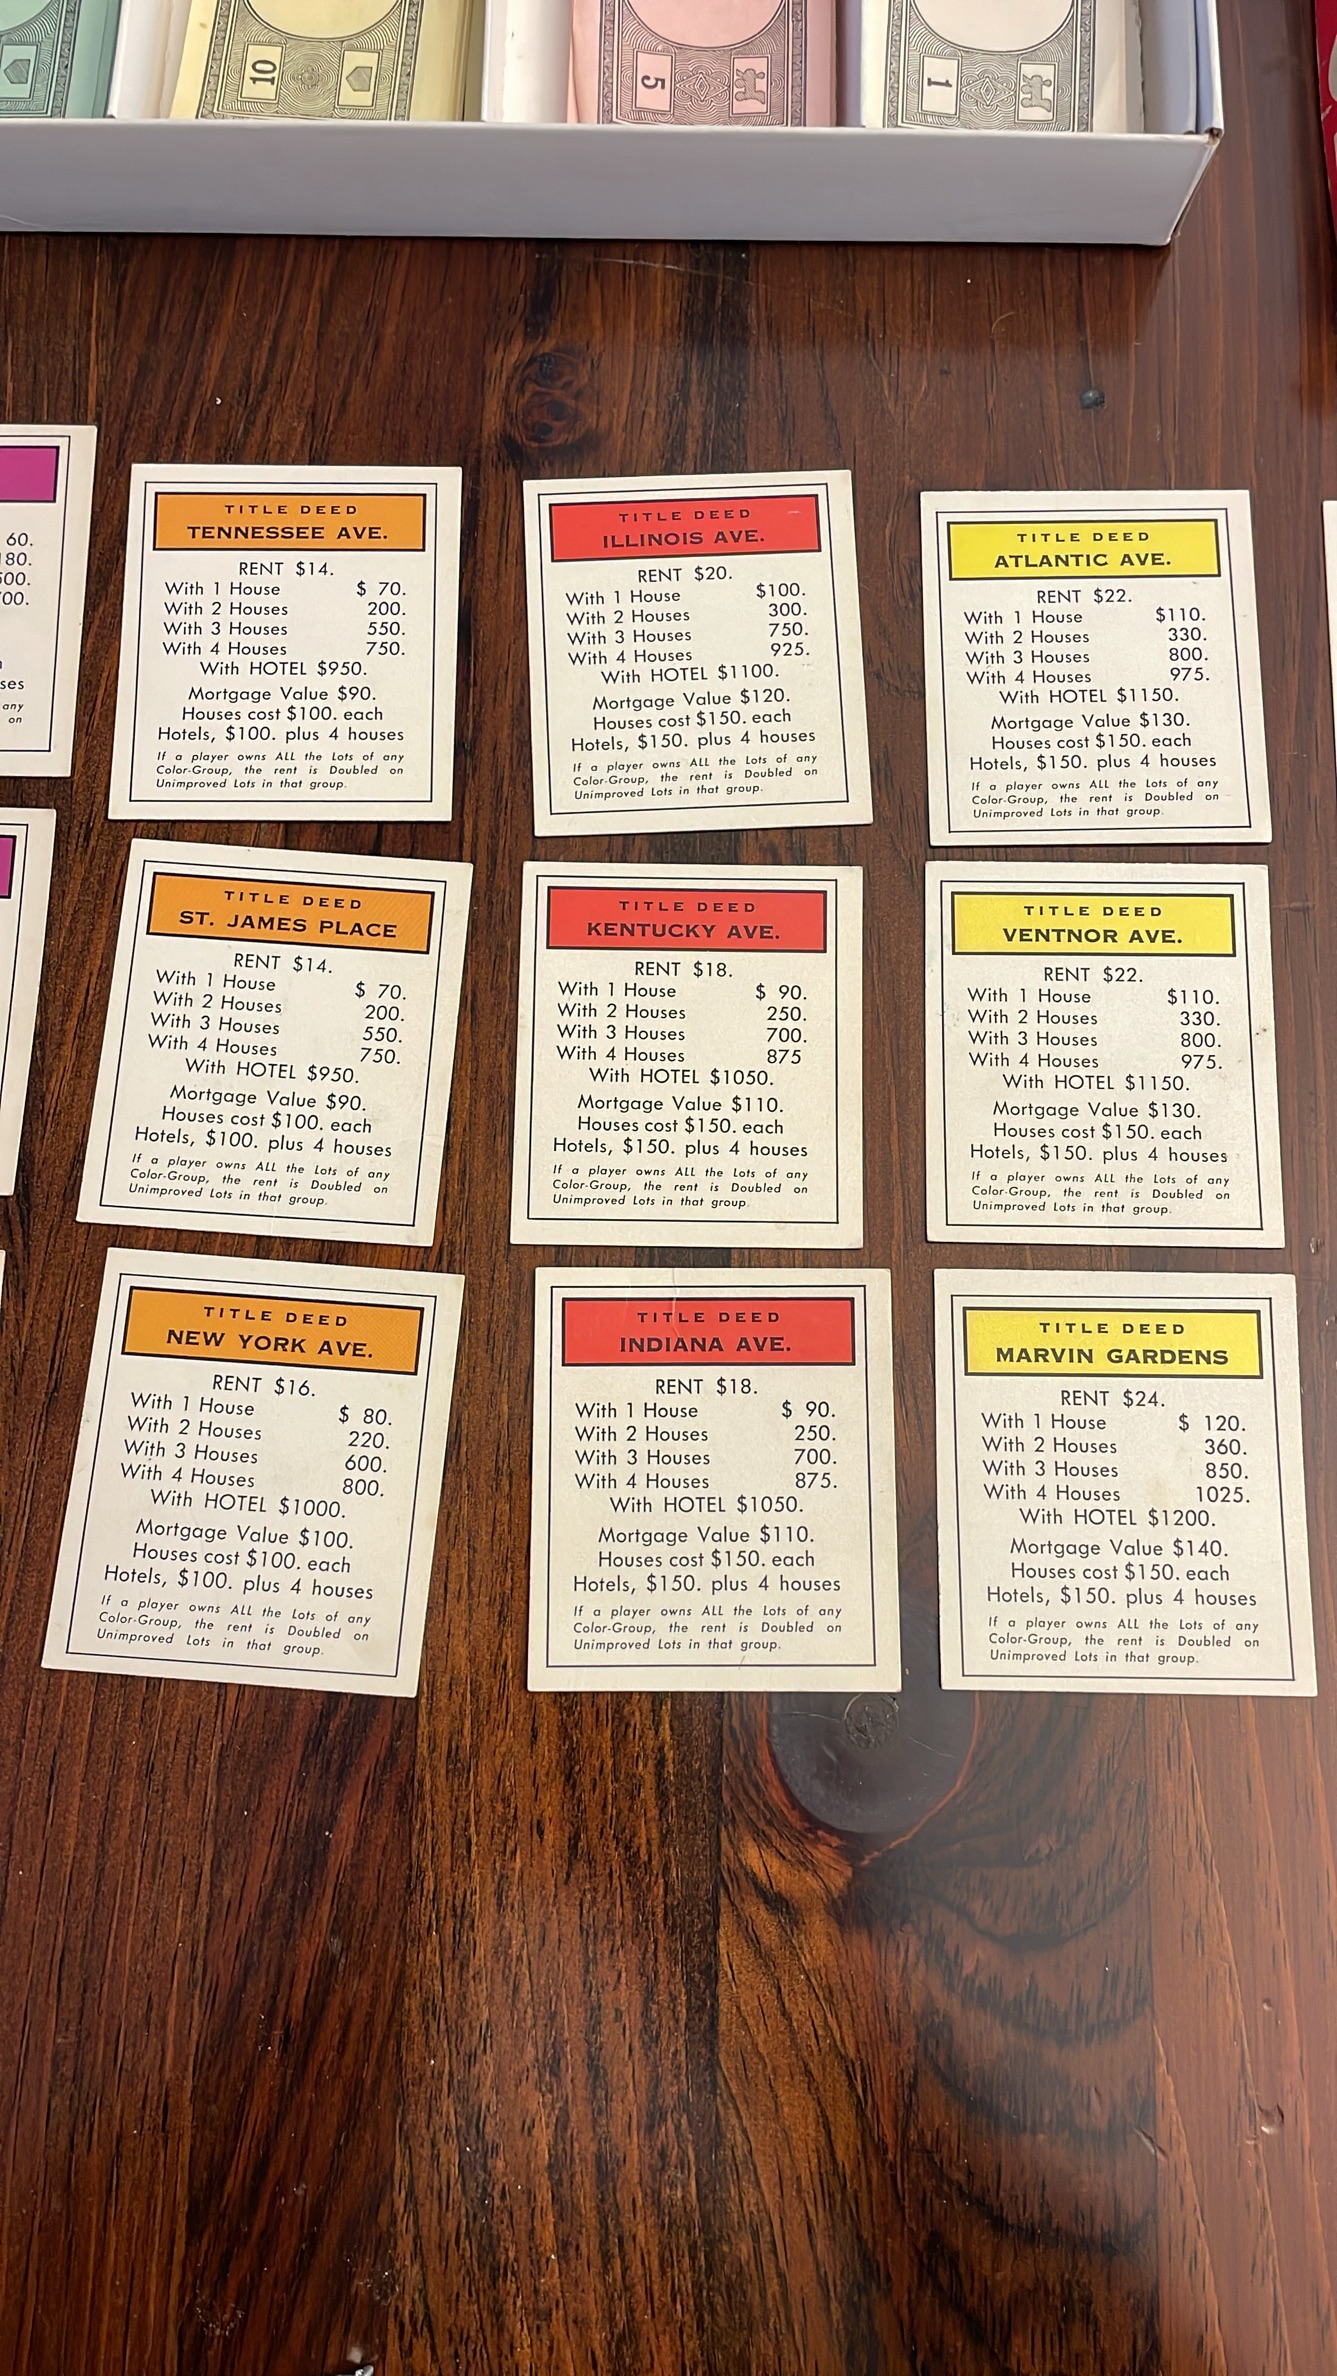 10
5
1
60.
180.
00.
00.
ses
any
on
TITLE DEED
TENNESSEE AVE.
RENT $14.
With 1 House $ 70.
With 2 Houses 200.
With 3 Houses 550.
With 4 Houses 750.
With HOTEL $950.
Mortgage Value $90.
Houses cost $100. each
Hotels, $100. plus 4 houses
If a player owns ALL the Lots of any
Color-Group, the rent is Doubled on
Unimproved Lots in that group.
TITLE DEED
ILLINOIS AVE.
RENT $20.
With 1 House $100.
With 2 Houses 300.
With 3 Houses 750.
With 4 Houses 925.
With HOTEL $1100.
Mortgage Value $120.
Houses cost $150. each
Hotels, $150. plus 4 houses
If a player owns ALL the Lots of any
Color-Group, the rent is Doubled on
Unimproved Lots in that group.
TITLE DEED
ATLANTIC AVE.
RENT $22.
With 1 House $110.
With 2 Houses 330.
With 3 Houses 800.
With 4 Houses 975.
With HOTEL $1150.
Mortgage Value $130.
Houses cost $150. each
Hotels, $150. plus 4 houses
If a player owns ALL the Lots of any
Color-Group, the rent is Doubled on
Unimproved Lots in that group.
TITLE DEED
ST. JAMES PLACE
RENT $14.
With 1 House $ 70.
With 2 Houses 200.
With 3 Houses 550.
With 4 Houses 750.
With HOTEL $950.
Mortgage Value $90.
Houses cost $100. each
Hotels, $100. plus 4 houses
If a player owns ALL the Lots of any
Color-Group, the rent is Doubled on
Unimproved Lots in that group.
TITLE DEED
KENTUCKY AVE.
RENT $18.
With 1 House $ 90.
With 2 Houses 250.
With 3 Houses 700.
With 4 Houses 875
With HOTEL $1050.
Mortgage Value $110.
Houses cost $150. each
Hotels, $150. plus 4 houses
If a player owns ALL the Lots of any
Color-Group, the rent is Doubled on
Unimproved Lots in that group.
TITLE DEED
VENTNOR AVE.
RENT $22.
With 1 House $110.
With 2 Houses 330.
With 3 Houses 800.
With 4 Houses 975.
With HOTEL $1150.
Mortgage Value $130.
Houses cost $150. each
Hotels, $150. plus 4 houses
If a player owns ALL the Lots of any
Color-Group, the rent is Doubled on
Unimproved Lots in that group.
TITLE DEED
NEW YORK AVE.
RENT $16.
With 1 House $ 80.
With 2 Houses 220.
With 3 Houses 600.
With 4 Houses 800.
With HOTEL $1000.
Mortgage Value $100.
Houses cost $100. each
Hotels, $100. plus 4 houses
If a player owns ALL the Lots of any
Color-Group, the rent is Doubled on
Unimproved Lots in that group.
TITLE DEED
INDIANA AVE.
RENT $18.
With 1 House $ 90.
With 2 Houses 250.
With 3 Houses 700.
With 4 Houses 875.
With HOTEL $1050.
Mortgage Value $110.
Houses cost $150. each
Hotels, $150. plus 4 houses
If a player owns ALL the Lots of any
Color-Group, the rent is Doubled on
Unimproved Lots in that group.
TITLE DEED
MARVIN GARDENS
RENT $24.
With 1 House $ 120.
With 2 Houses 360.
With 3 Houses 850.
With 4 Houses 1025.
With HOTEL $1200.
Mortgage Value $140.
Houses cost $150. each
Hotels, $150. plus 4 houses
If a player owns ALL the Lots of any
Color-Group, the rent is Doubled on
Unimproved Lots in that group.